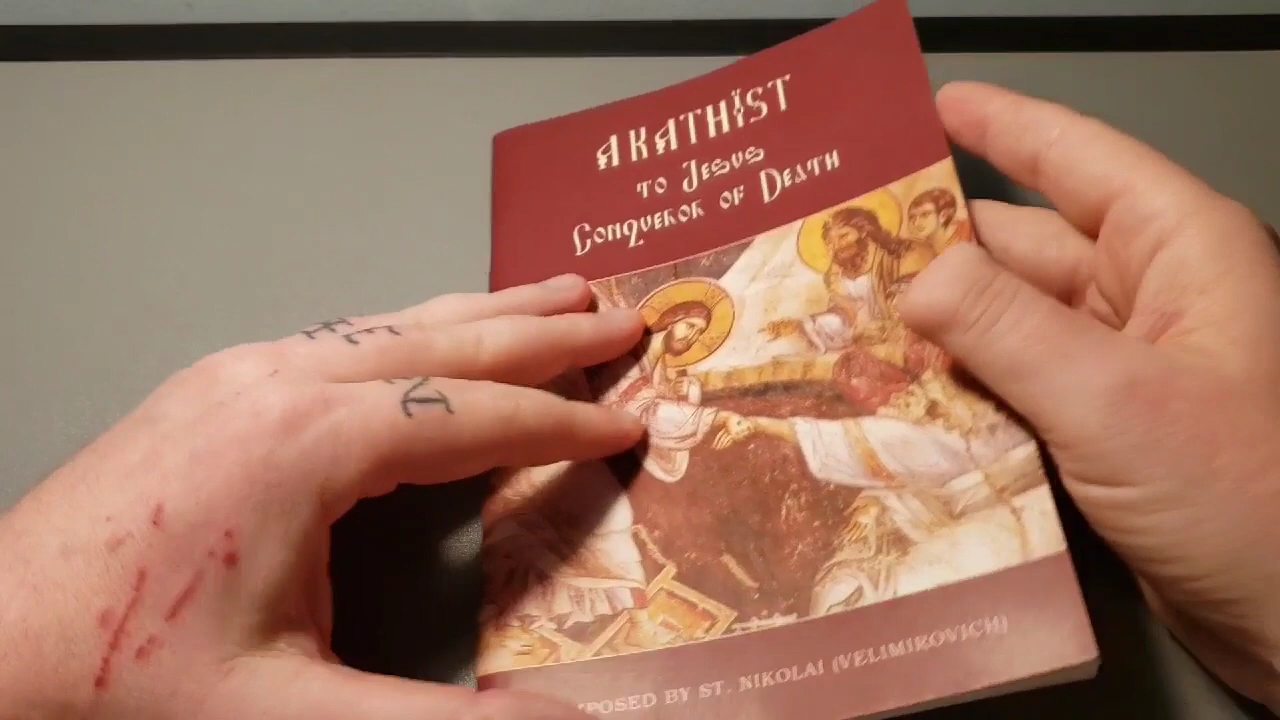 AKATHIST
TO JESUS
CONQUEROR OF DEATH
POSED BY ST. NIKOLAI (VELIMIROVICH)